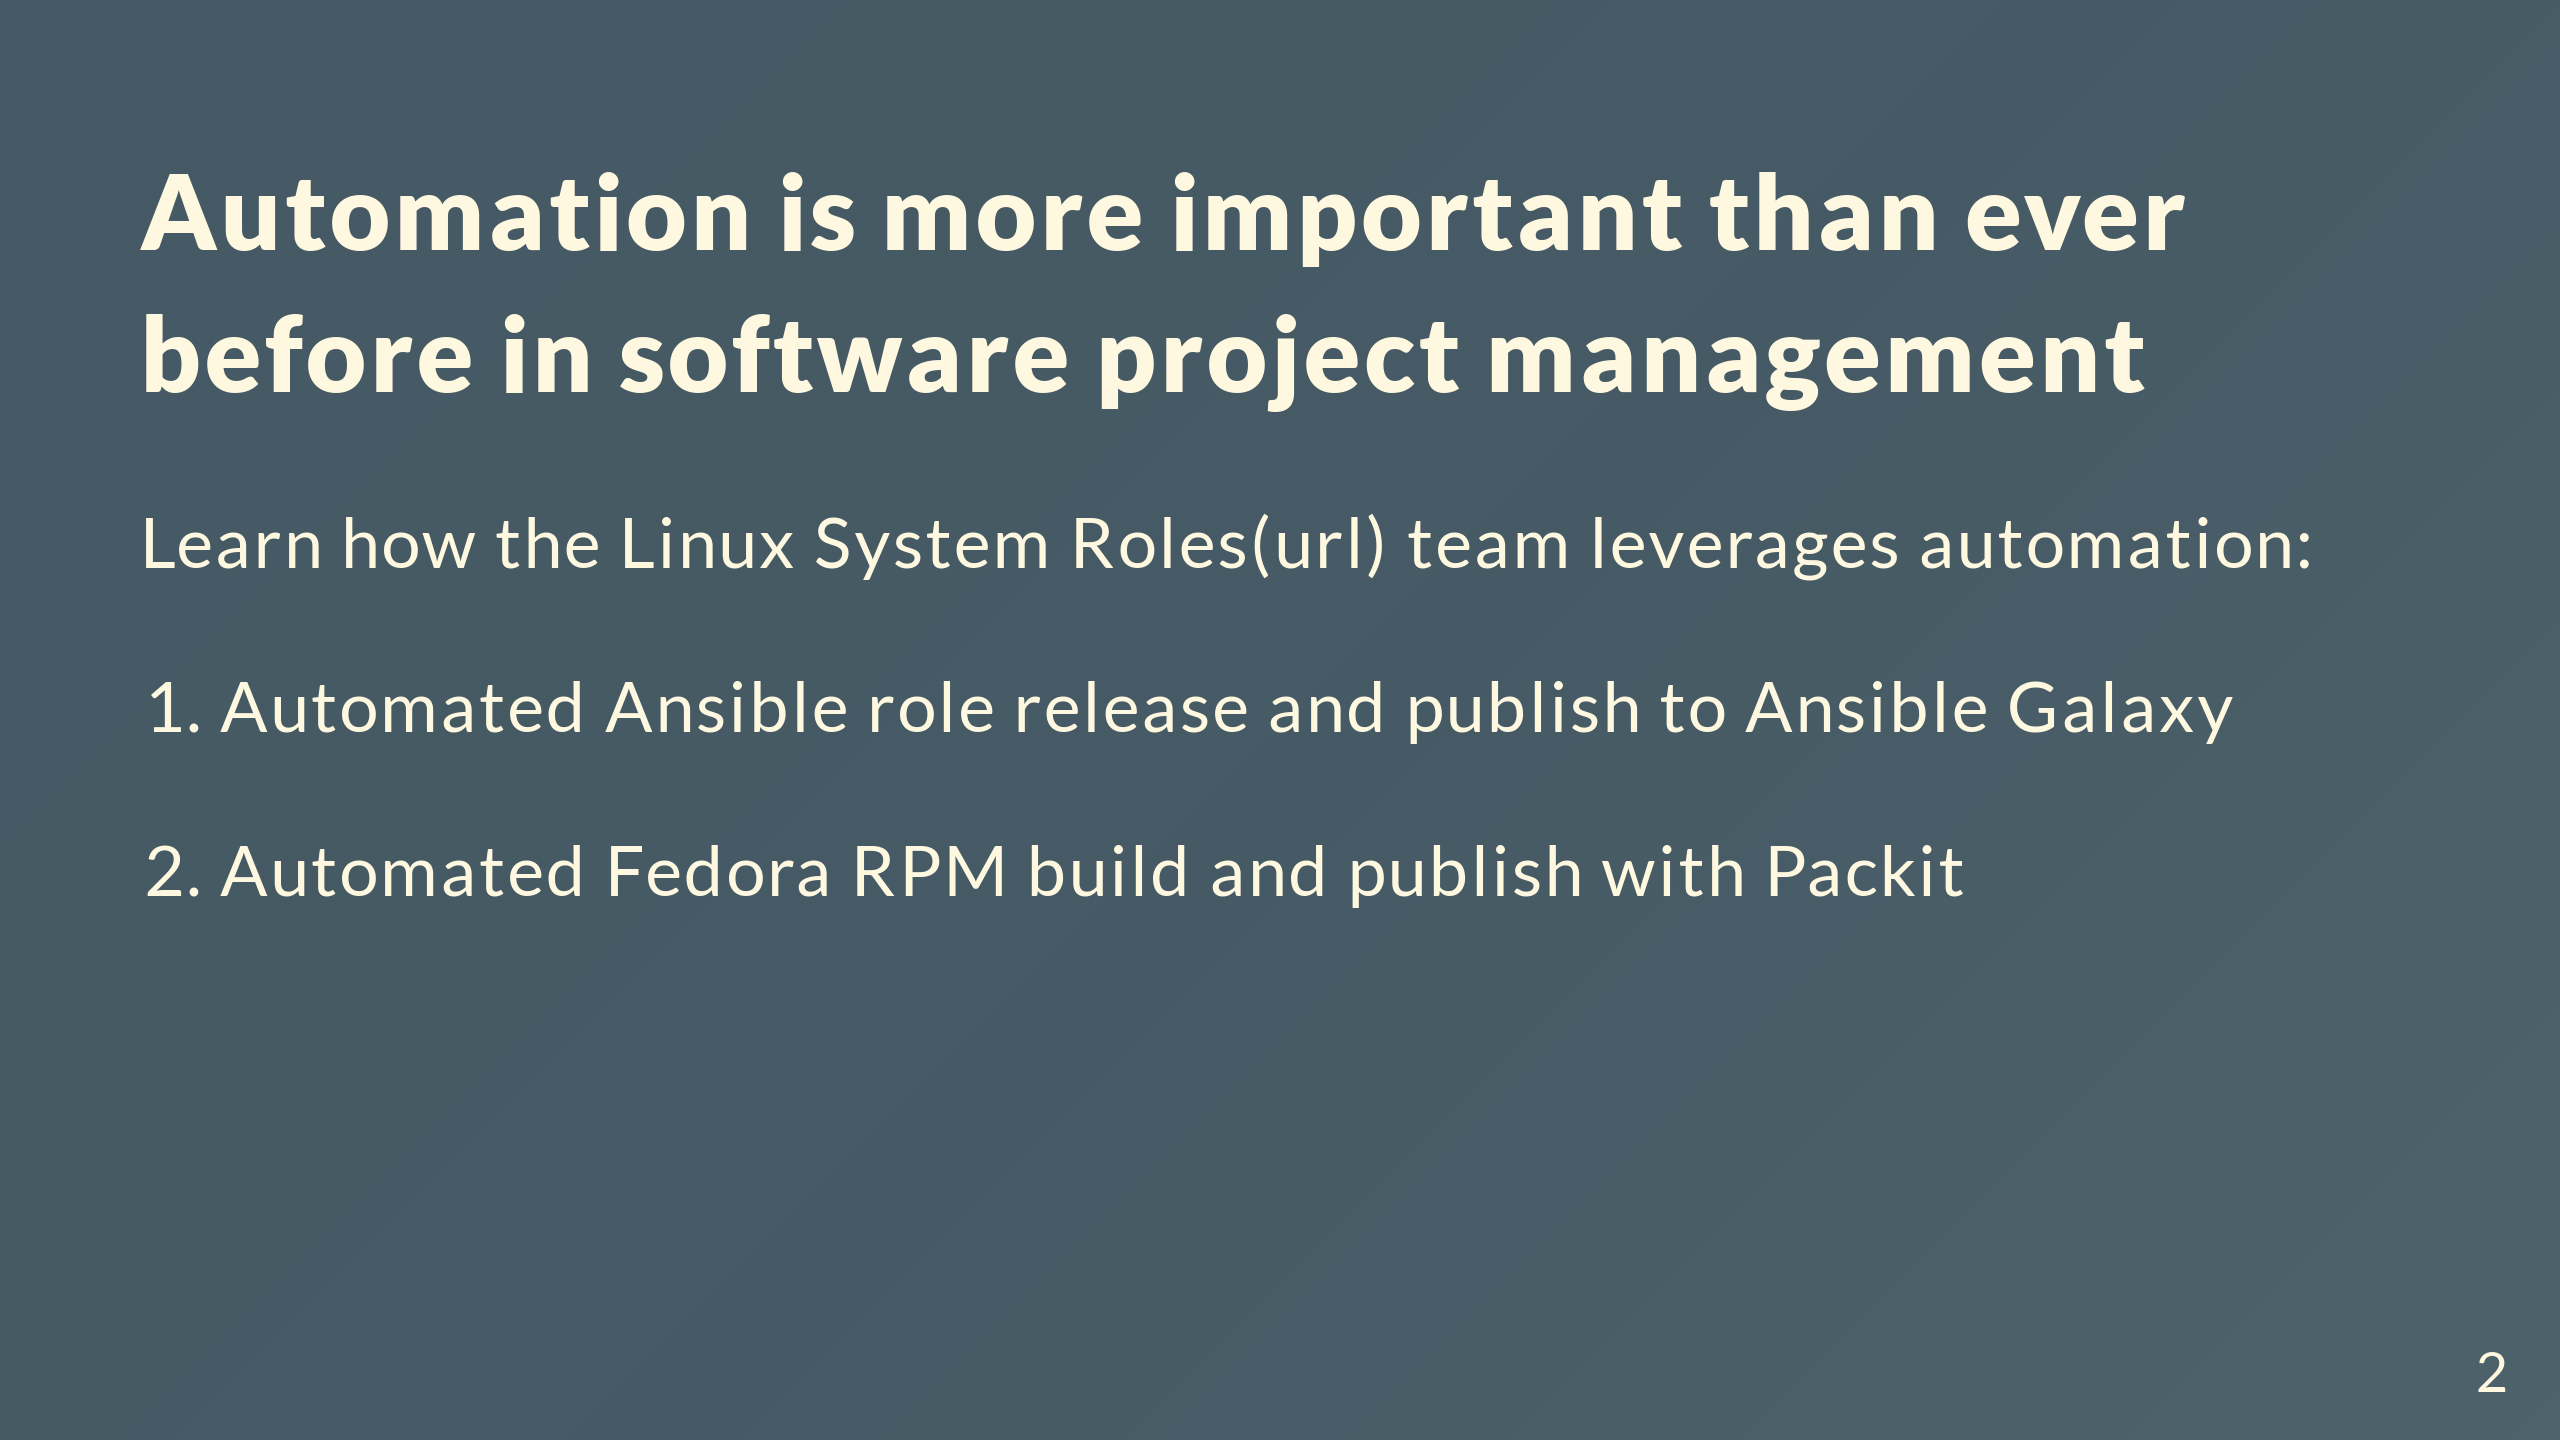 Automation is more important than ever
before in software project management
Learn how the Linux System Roles(url) team leverages automation:
1. Automated Ansible role release and publish to Ansible Galaxy
2. Automated Fedora RPM build and publish with Packit
2